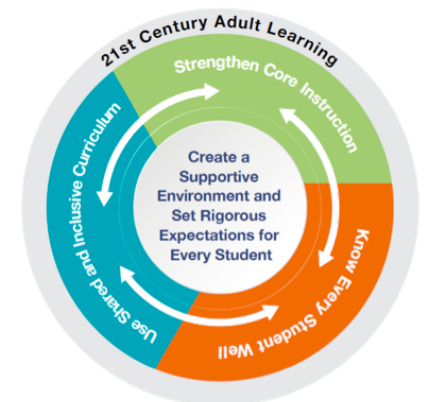 21st Century Adult Learning
Strengthen Core Instruction
Use Shared and Inclusive Curriculum
Create a
Supportive
Environment and
Set Rigorous
Expectations for
Every Student
Know Every Student Well